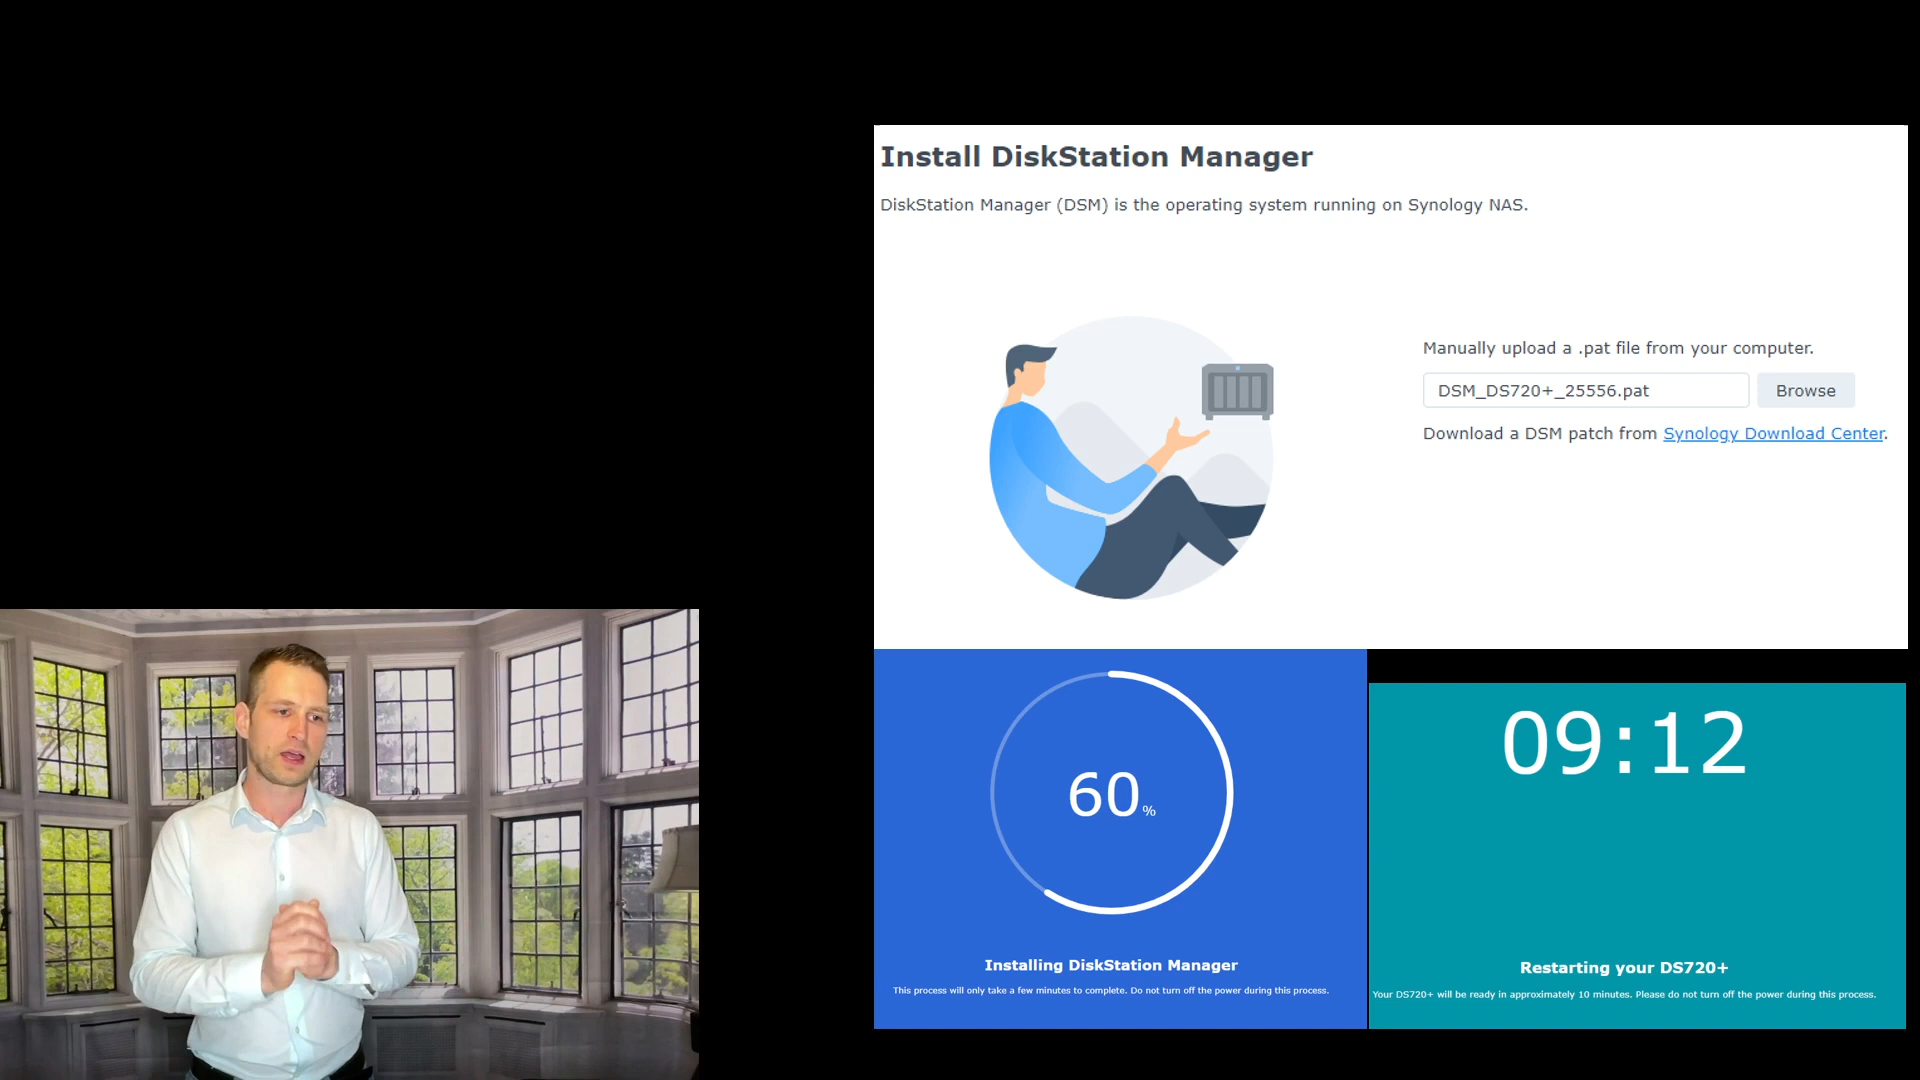 Install DiskStation Manager
DiskStation Manager (DSM) is the operating system running on Synology NAS.
Manually upload a .pat file from your computer.
DSM_DS720+_25556.pat
Browse
Download a DSM patch from Synology Download Center.
60%
Installing DiskStation Manager
This process will only take a few minutes to complete. Do not turn off the power during this process.
09:12
Restarting your DS720+
Your DS720+ will be ready in approximately 10 minutes. Please do not turn off the power during this process.